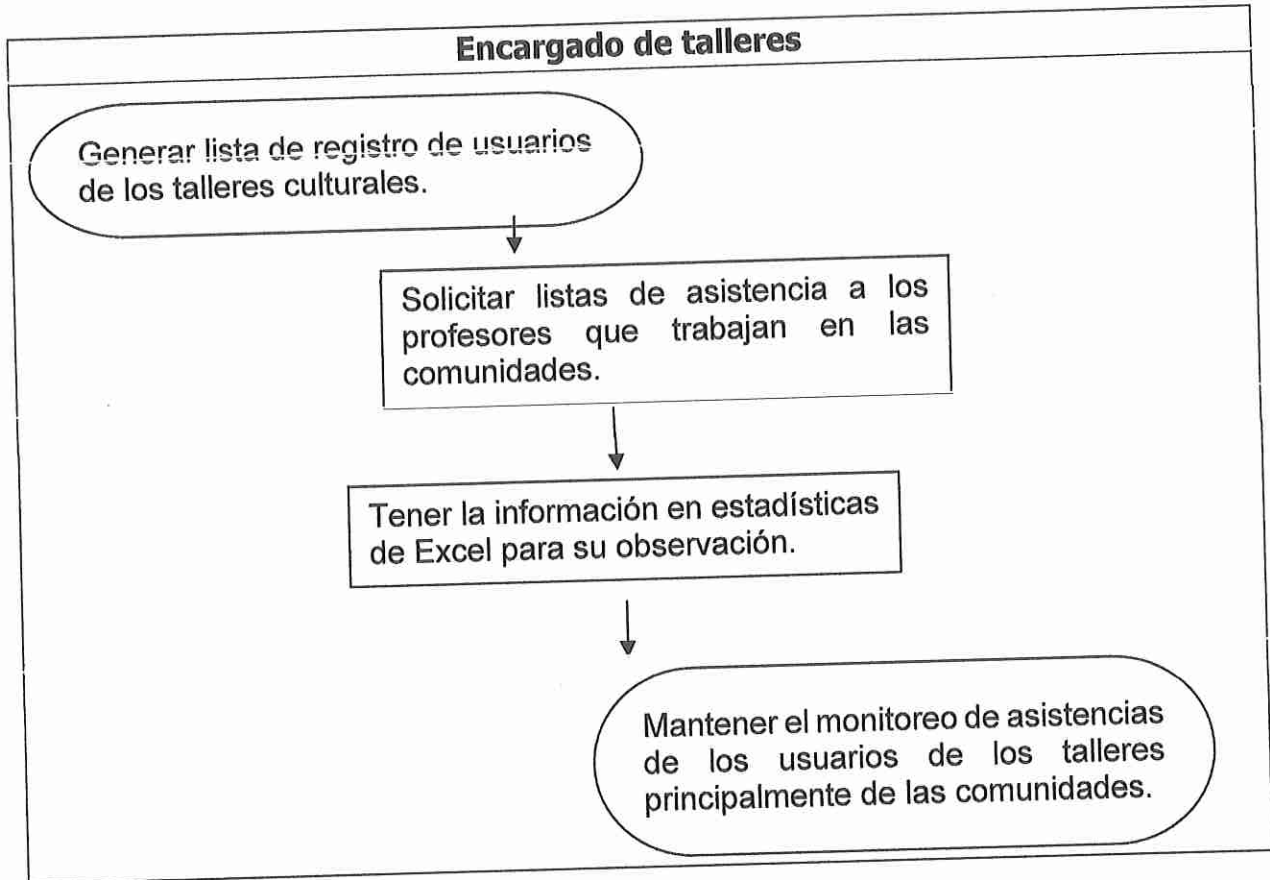 Encargado de talleres
Generar lista de registro de usuarios
de los talleres culturales.
Solicitar listas de asistencia a los
profesores que trabajan en las
comunidades.
Tener la información en estadísticas
de Excel para su observación.
Mantener el monitoreo de asistencias
de los usuarios de los talleres
principalmente de las comunidades.